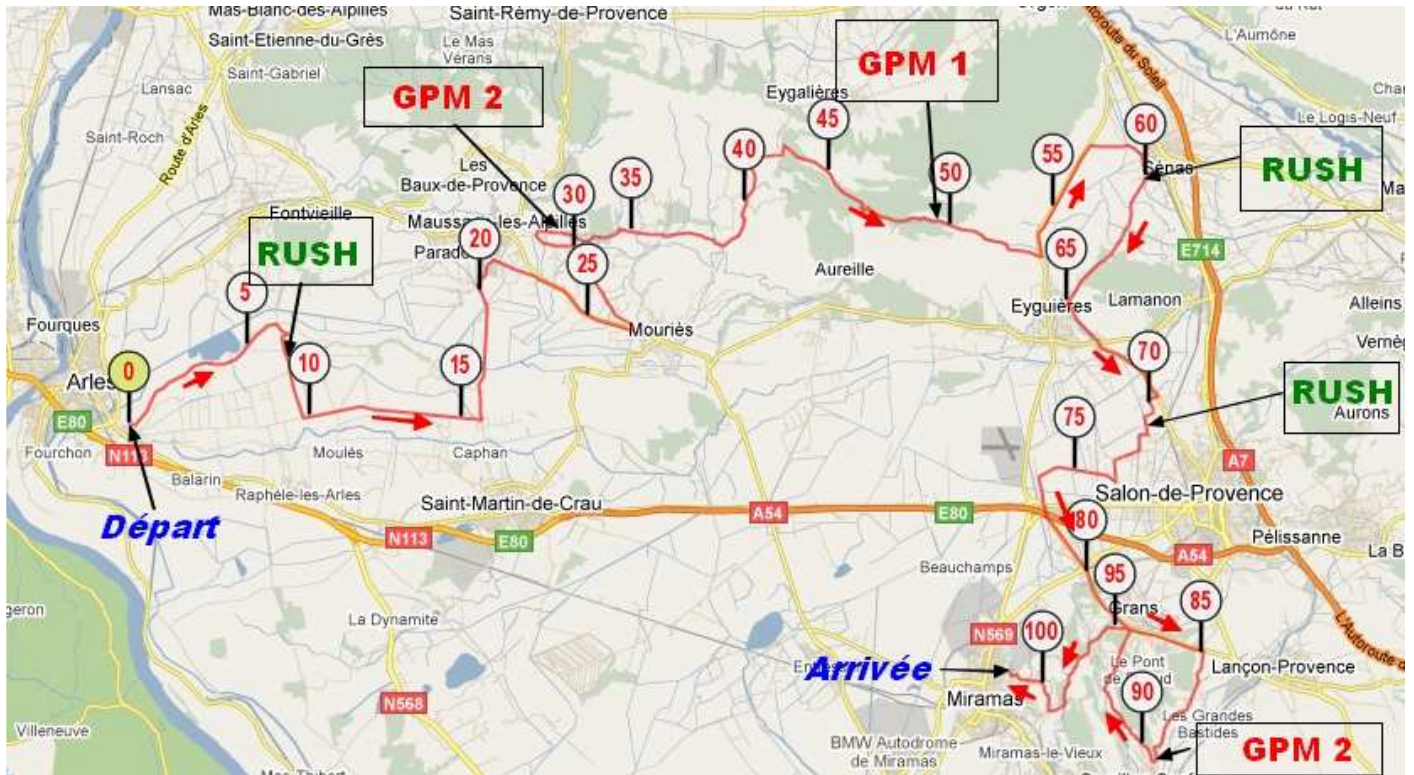 Mas-Blanc-des-Alpilles
Saint-Rémy-de-Provence
Saint-Etienne-du-Grès
Le Mas
Vérans
Saint-Gabriel
Lansac
Saint-Roch
Route d'Arles
GPM 2
GPM 1
Eygalières
Autoroute du Soleil
L'Aumône
Le Logis-Neuf
45
40
50
55
60
Sénas
RUSH
E714
Les
Baux-de-Provence
30
35
Fontvieille
RUSH
20
25
5
10
15
0
Fourques
Arles
E80
Fourchon
Balarin
Moulès
Caphan
Raphèle-les-Arles
Départ
Saint-Martin-de-Crau
N113
E80
A54
E80
Mouriès
Aureille
65
Eyguières
Lamanon
Alleins
70
RUSH
Aurons
75
A7
Salon-de-Provence
80
Pélissanne
A54
Beauchamps
95
Grans
85
La Dynamité
N569
100
Arrivée
Miramas
Lançon-Provence
90
Les Grandes
Bastides
N568
Villeneuve
BMW Autodrome
de Miramas
Miramas-le-Vieux
GPM 2